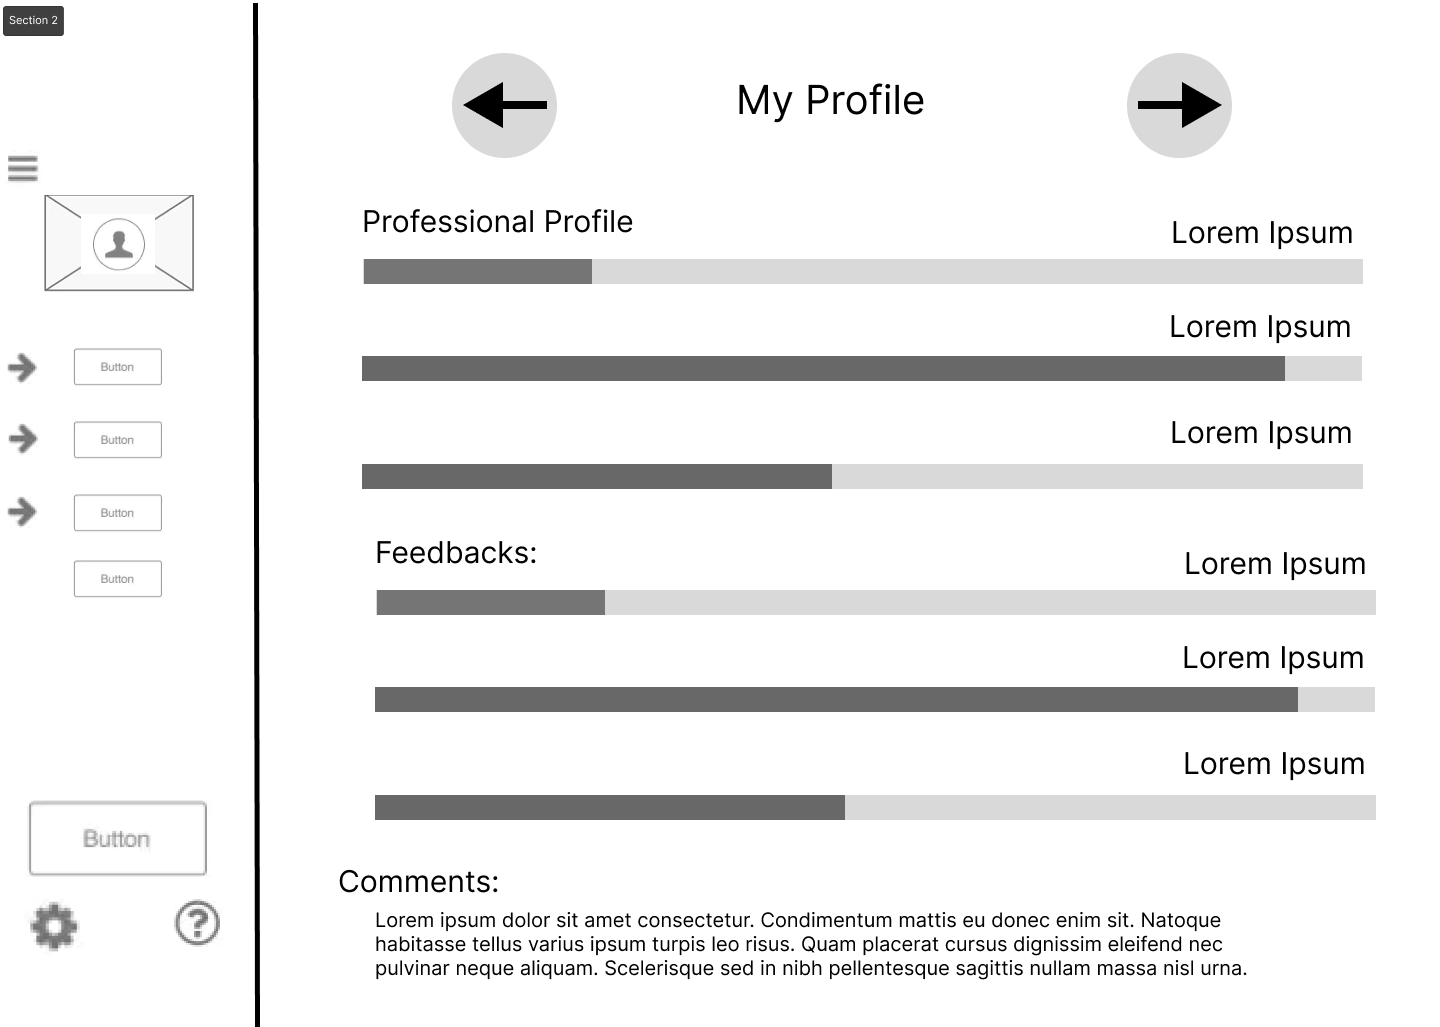 Section 2
Button
Button
Button
Button
Button
My Profile
Professional Profile
Lorem Ipsum
Lorem Ipsum
Lorem Ipsum
Feedbacks:
Lorem Ipsum
Lorem Ipsum
Lorem Ipsum
Comments:
Lorem ipsum dolor sit amet consectetur. Condimentum mattis eu donec enim sit. Natoque
habitasse tellus varius ipsum turpis leo risus. Quam placerat cursus dignissim eleifend nec
pulvinar neque aliquam. Scelerisque sed in nibh pellentesque sagittis nullam massa nisl urna.